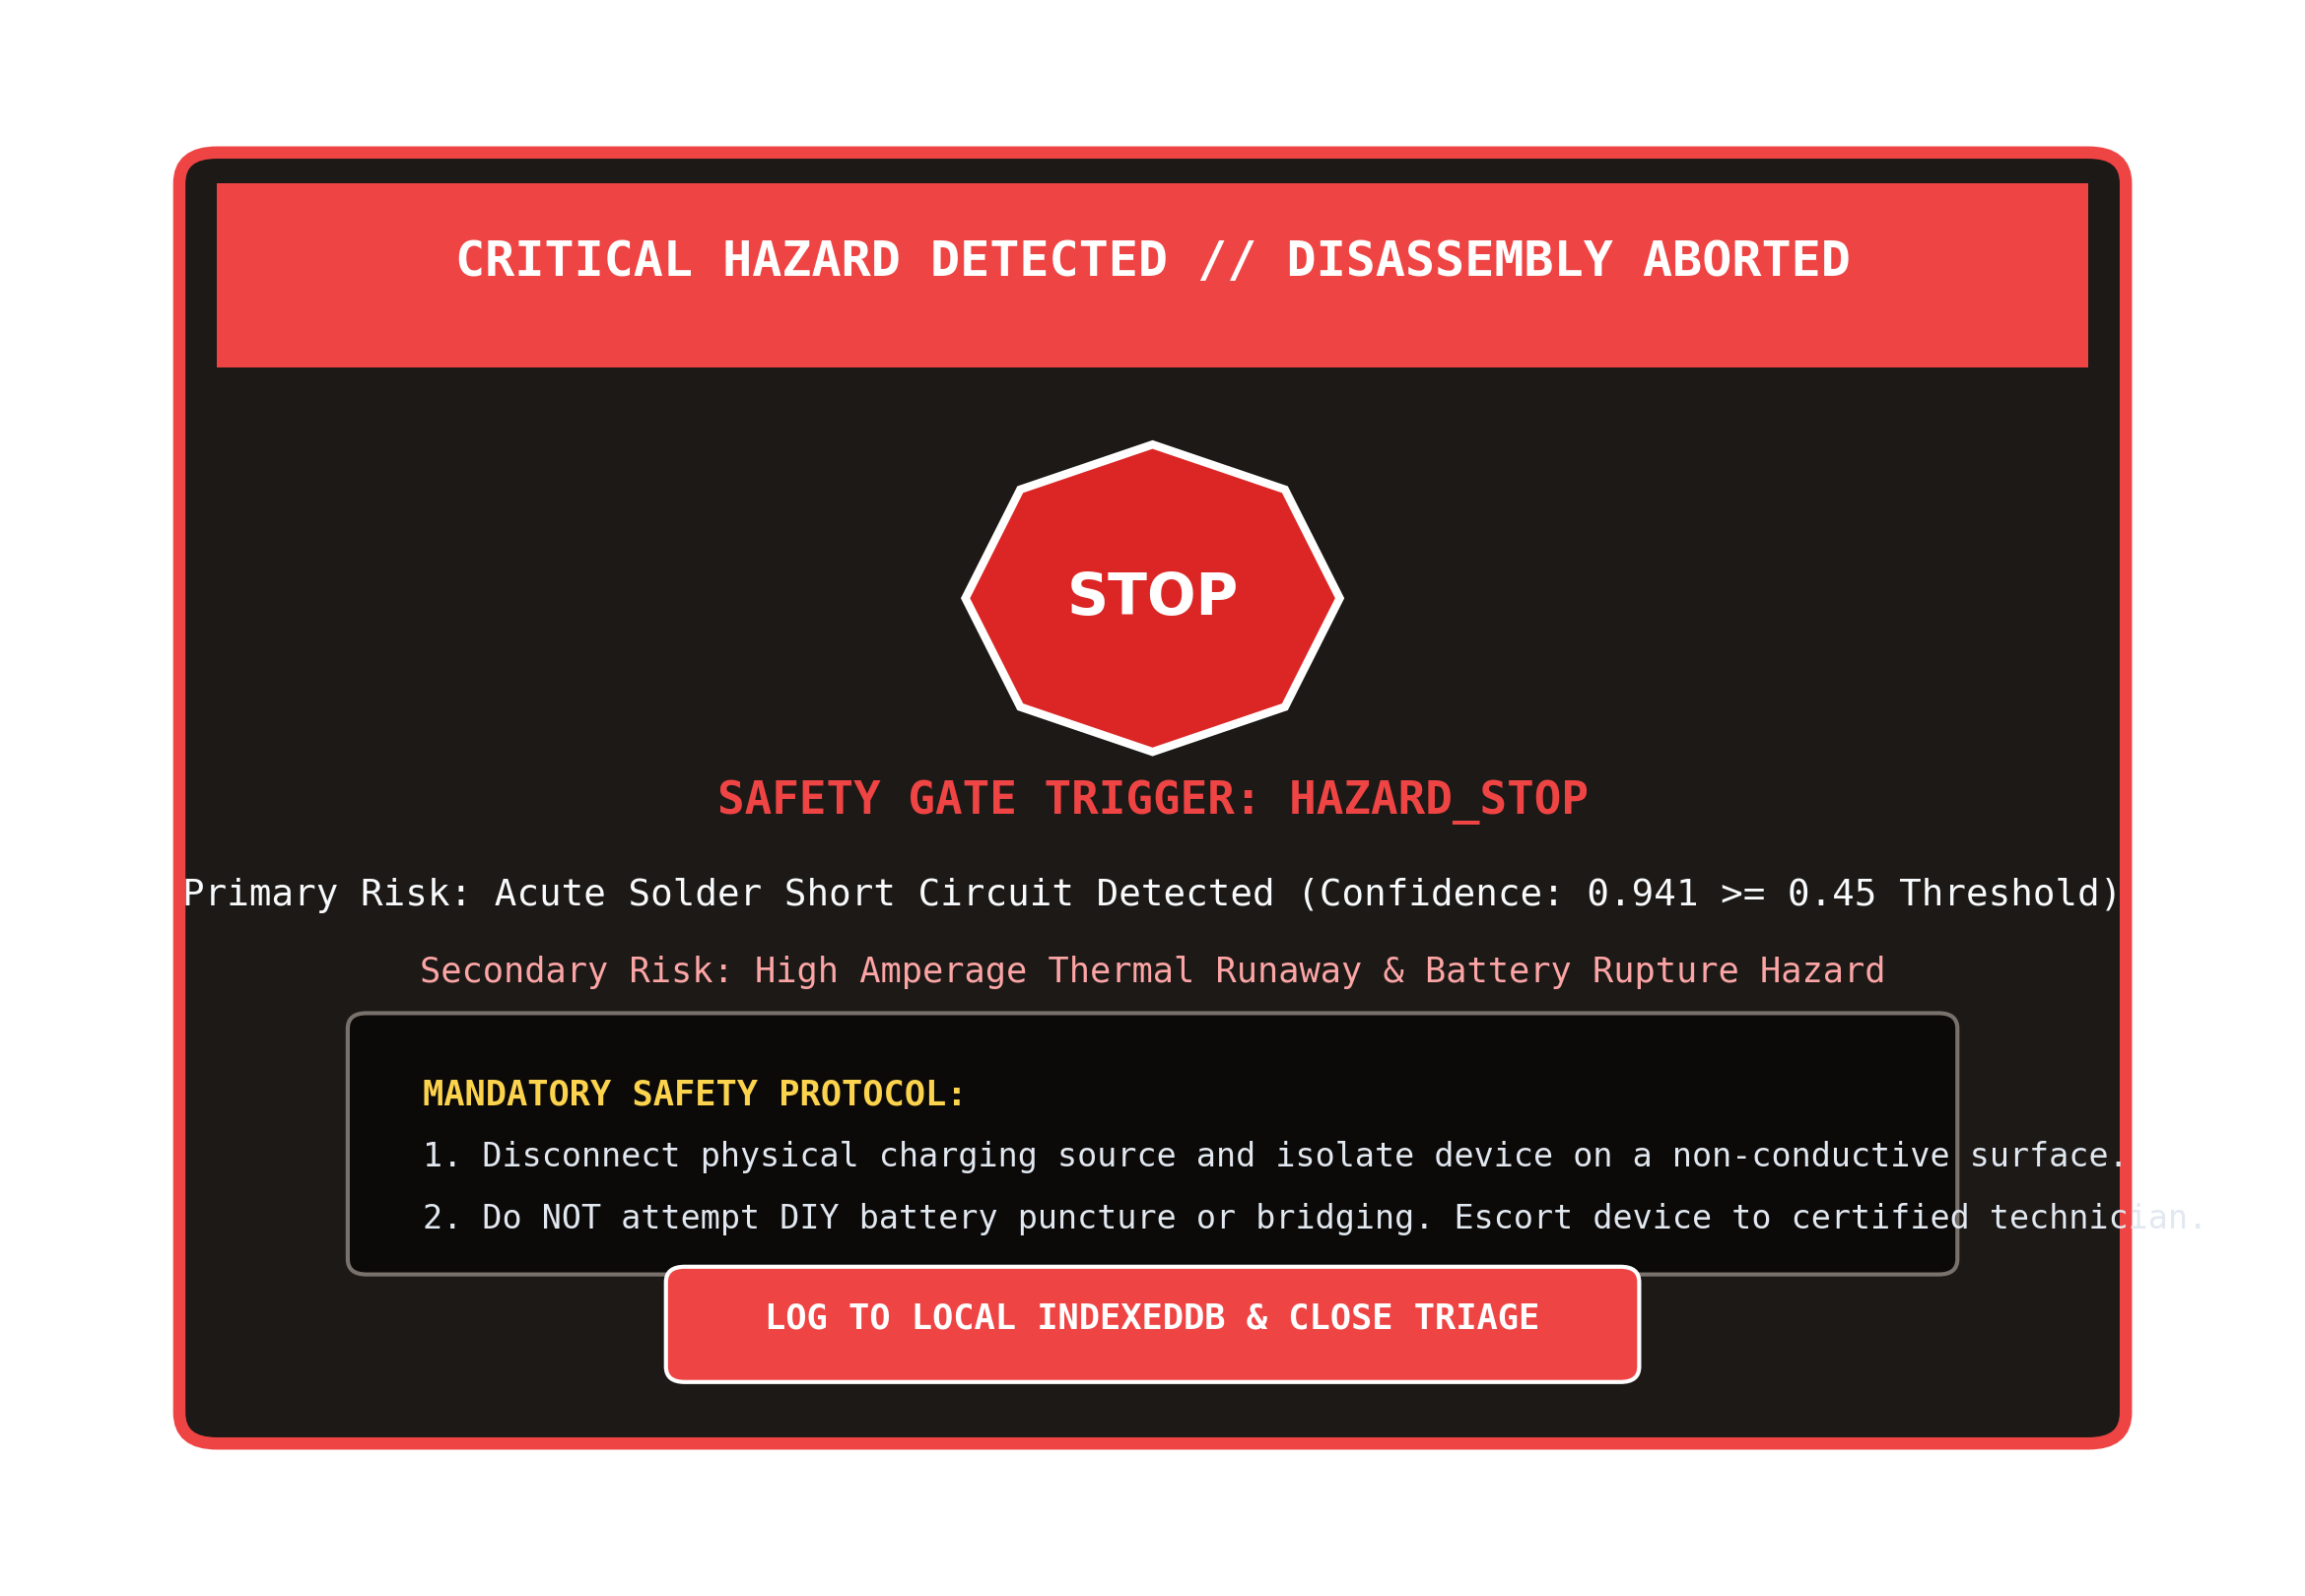 CRITICAL HAZARD DETECTED // DISASSEMBLY ABORTED
STOP
SAFETY GATE TRIGGER: HAZARD_STOP
Primary Risk: Acute Solder Short Circuit Detected (Confidence: 0.941 >= 0.45 Threshold)
Secondary Risk: High Amperage Thermal Runaway & Battery Rupture Hazard
MANDATORY SAFETY PROTOCOL:
1. Disconnect physical charging source and isolate device on a non-conductive surface.
2. Do NOT attempt DIY battery puncture or bridging. Escort device to certified technician.
LOG TO LOCAL INDEXEDDB & CLOSE TRIAGE